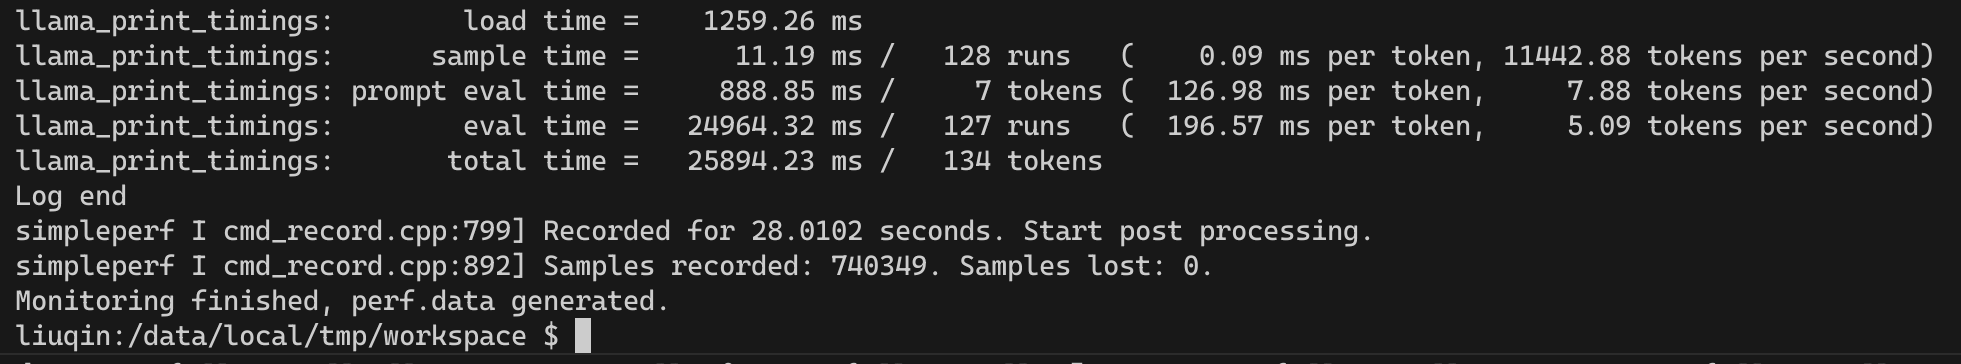 llama_print_timings:        load time =    1259.26 ms
llama_print_timings:      sample time =      11.19 ms /   128 runs   (    0.09 ms per token, 11442.88 tokens per second)
llama_print_timings: prompt eval time =     888.85 ms /     7 tokens (  126.98 ms per token,     7.88 tokens per second)
llama_print_timings:        eval time =   24964.32 ms /   127 runs   (  196.57 ms per token,     5.09 tokens per second)
llama_print_timings:       total time =   25894.23 ms /   134 tokens
Log end
simpleperf I cmd_record.cpp:799] Recorded for 28.0102 seconds. Start post processing.
simpleperf I cmd_record.cpp:892] Samples recorded: 740349. Samples lost: 0.
Monitoring finished, perf.data generated.
liuqin:/data/local/tmp/workspace $